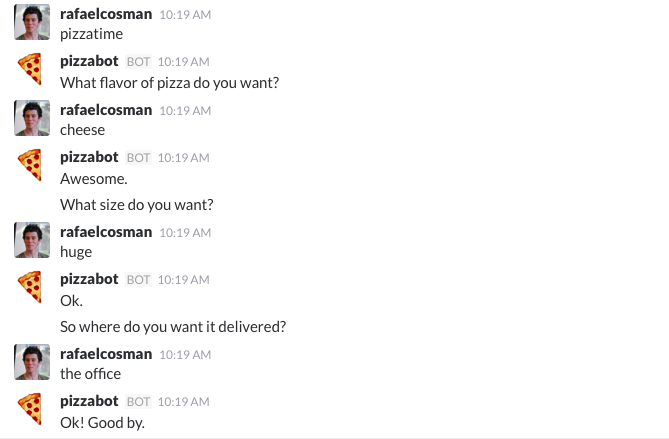 rafaelcosman 10:19 AM
pizzatime
pizzabot BOT 10:19 AM
What flavor of pizza do you want?
rafaelcosman 10:19 AM
cheese
pizzabot BOT 10:19 AM
Awesome.
What size do you want?
rafaelcosman 10:19 AM
huge
pizzabot BOT 10:19 AM
Ok.
So where do you want it delivered?
rafaelcosman 10:19 AM
the office
pizzabot BOT 10:19 AM
Ok! Good by.